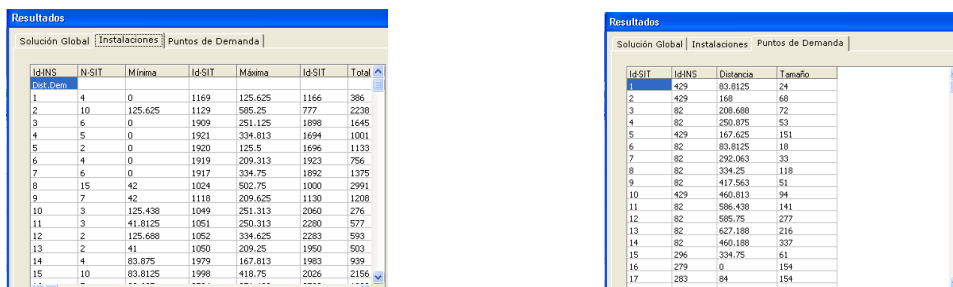 Resultados
Solución Global Instalaciones Puntos de Demanda
Id-INS N-SIT Mínima Id-SIT Máxima Id-SIT Total
Dist.Dem
1 4 0 1169 125.625 1166 386
2 10 125.625 1129 585.25 777 2238
3 6 0 1909 251.125 1898 1645
4 5 0 1921 334.813 1694 1001
5 2 0 1920 125.5 1696 1133
6 4 0 1919 209.313 1923 756
7 6 0 1917 334.75 1892 1375
8 15 42 1024 502.75 1000 2991
9 7 42 1118 209.625 1130 1208
10 3 125.438 1049 251.313 2060 276
11 3 41.8125 1051 250.313 2280 577
12 2 125.688 1052 334.625 2283 593
13 2 41 1050 209.25 1950 503
14 4 83.875 1979 167.813 1983 939
15 10 83.8125 1998 418.75 2026 2156
Resultados
Solución Global Instalaciones Puntos de Demanda
Id-SIT Id-INS Distancia Tamaño
1 429 83.8125 24
2 429 168 68
3 82 208.688 72
4 82 250.875 53
5 429 167.625 151
6 82 83.8125 18
7 82 292.063 33
8 82 334.25 118
9 82 417.563 51
10 429 460.813 94
11 82 586.438 141
12 82 585.75 277
13 82 627.188 216
14 82 460.188 337
15 296 334.75 61
16 279 0 154
17 283 84 154